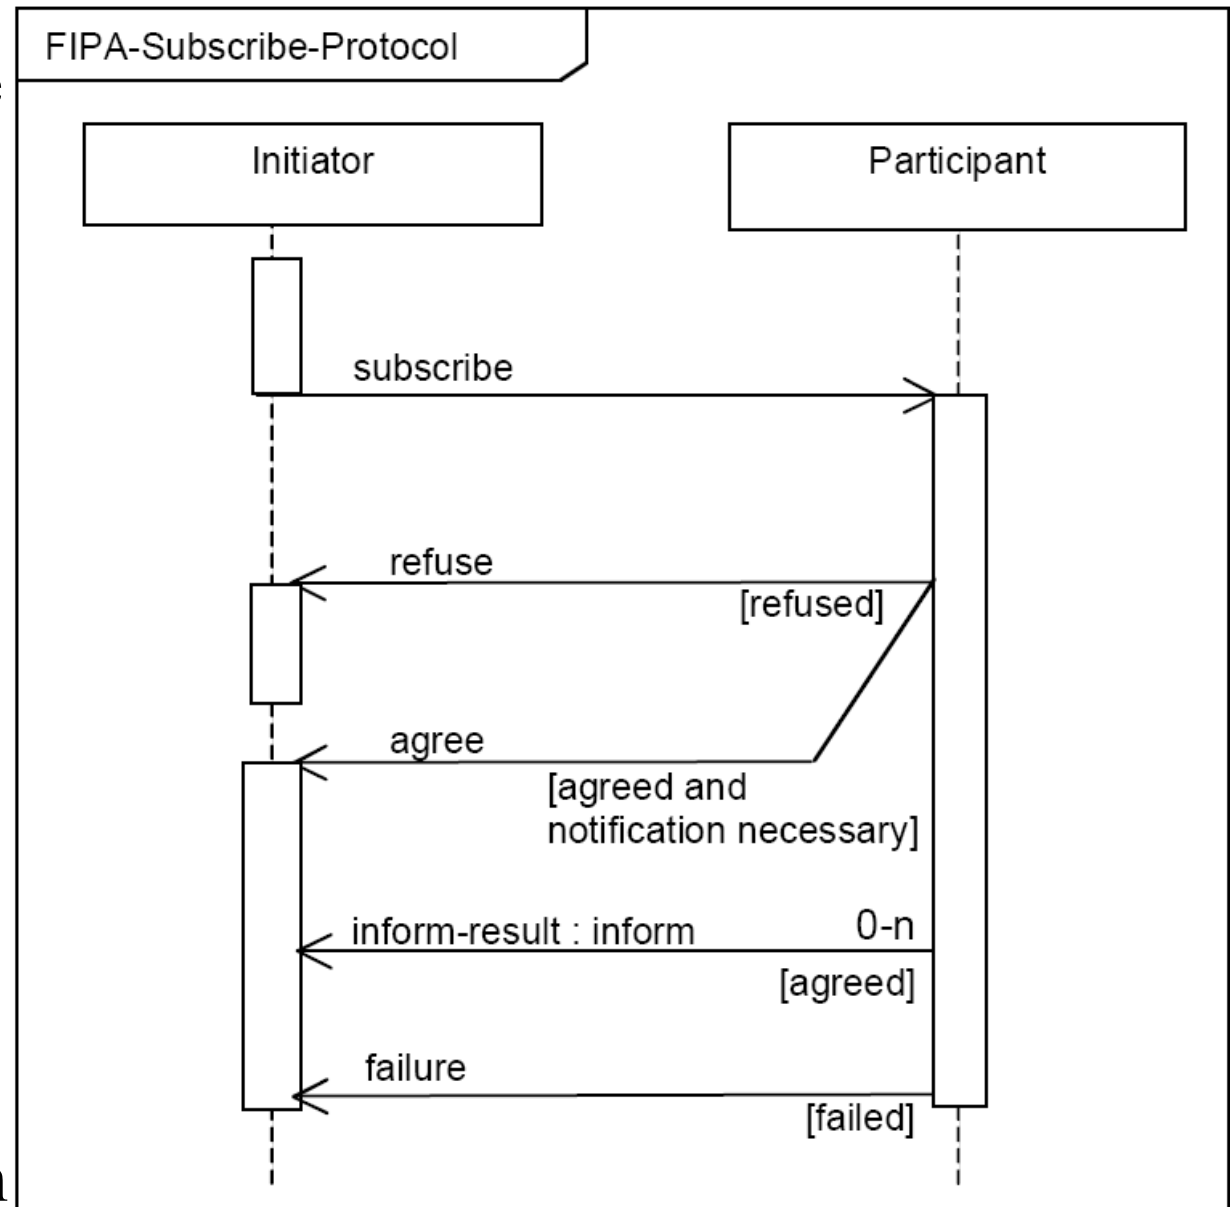 FIPA-Subscribe-Protocol
Initiator
Participant
subscribe
refuse
[refused]
agree
[agreed and
notification necessary]
inform-result : inform
0-n
[agreed]
failure
[failed]